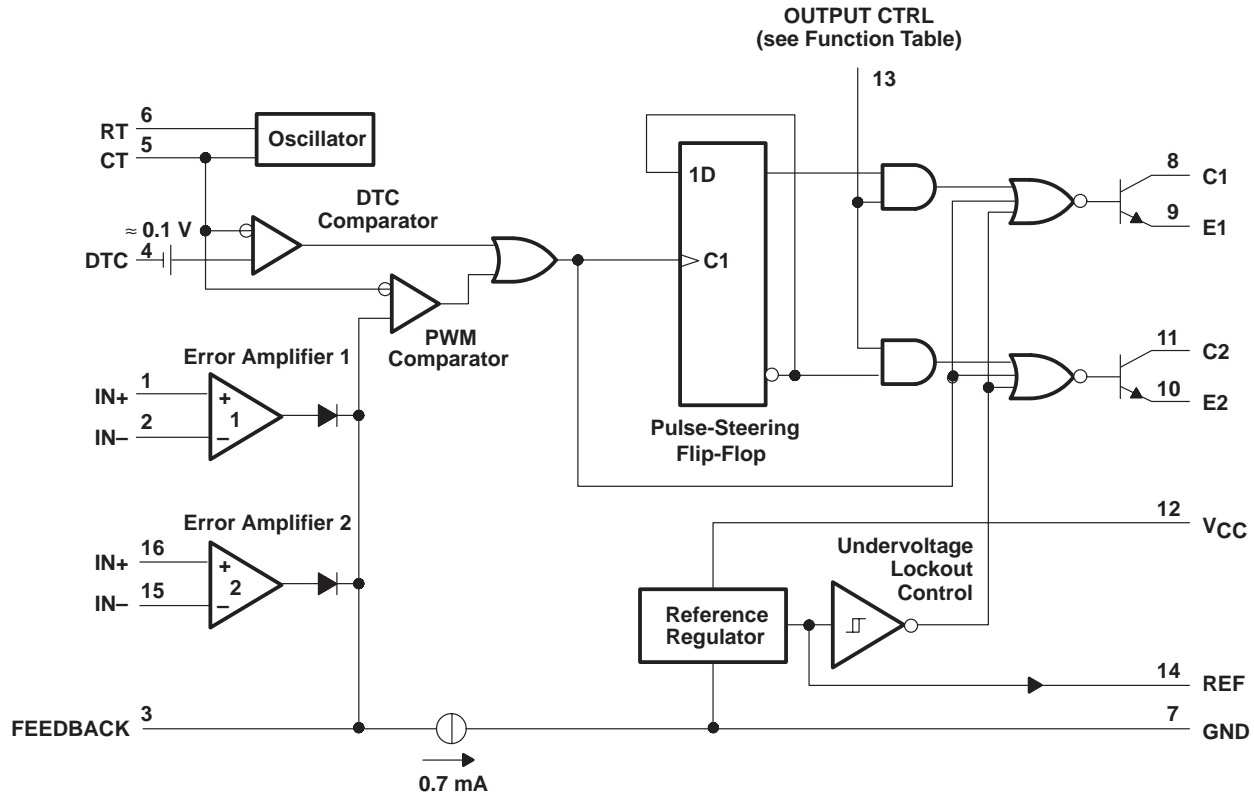 OUTPUT CTRL
(see Function Table)
13
RT 6
CT 5
Oscillator
DTC
Comparator
≈ 0.1 V
DTC 4
PWM
Comparator
1D
C1
Pulse-Steering
Flip-Flop
8 C1
9 E1
11 C2
10 E2
Error Amplifier 1
IN+ 1
IN– 2
+
1
–
Error Amplifier 2
IN+ 16
IN– 15
+
2
–
12 VCC
Undervoltage
Lockout
Control
Reference
Regulator
14 REF
7 GND
FEEDBACK 3
0.7 mA